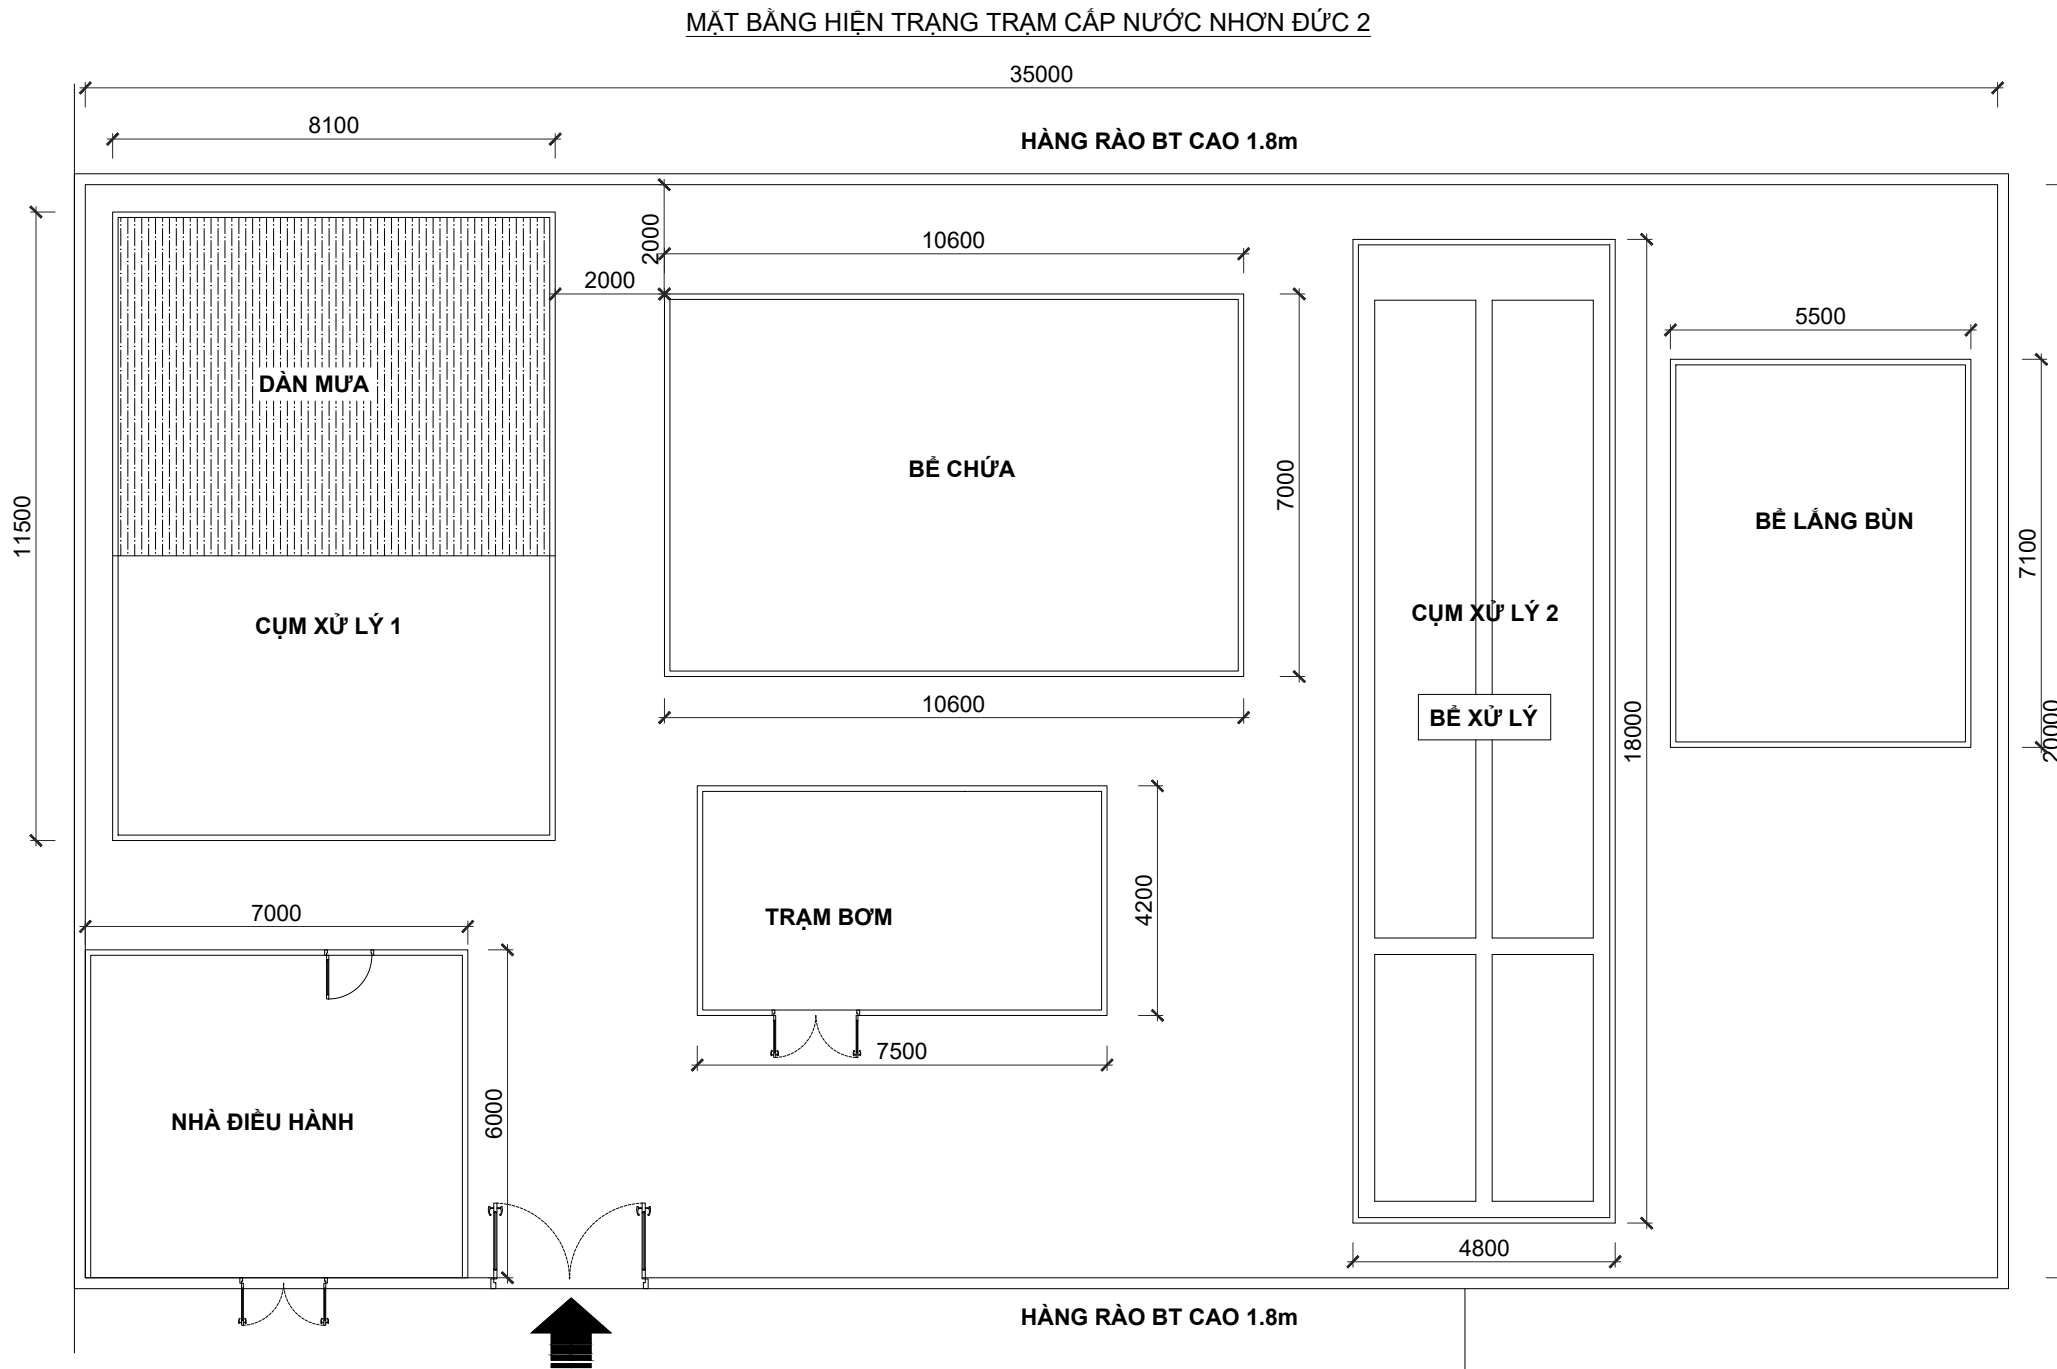 MẶT BẰNG HIỆN TRẠNG TRẠM CẤP NƯỚC NHƠN ĐỨC 2
35000
8100
HÀNG RÀO BT CAO 1.8m
2000
10600
2000
5500
DÀN MƯA
BỂ CHỨA
7000
11500
BỂ LẮNG BÙN
7100
CỤM XỬ LÝ 1
CỤM XỬ LÝ 2
10600
BỂ XỬ LÝ
18000
20000
7000
TRẠM BƠM
4200
7500
NHÀ ĐIỀU HÀNH
6000
4800
HÀNG RÀO BT CAO 1.8m